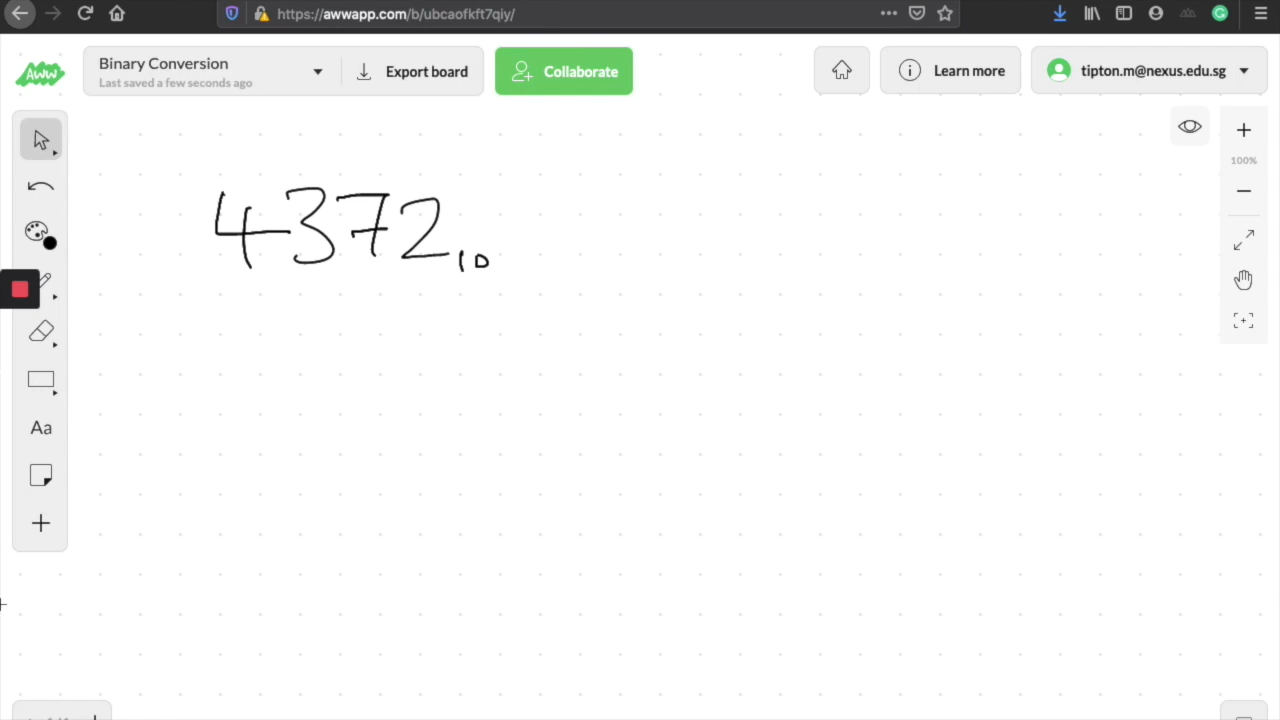 https://awwapp.com/b/ubcaofkft7qiy/
AWW
Binary Conversion
Last saved a few seconds ago
Export board
Collaborate
Learn more
tipton.m@nexus.edu.sg
100%
4372₁₀
Aa